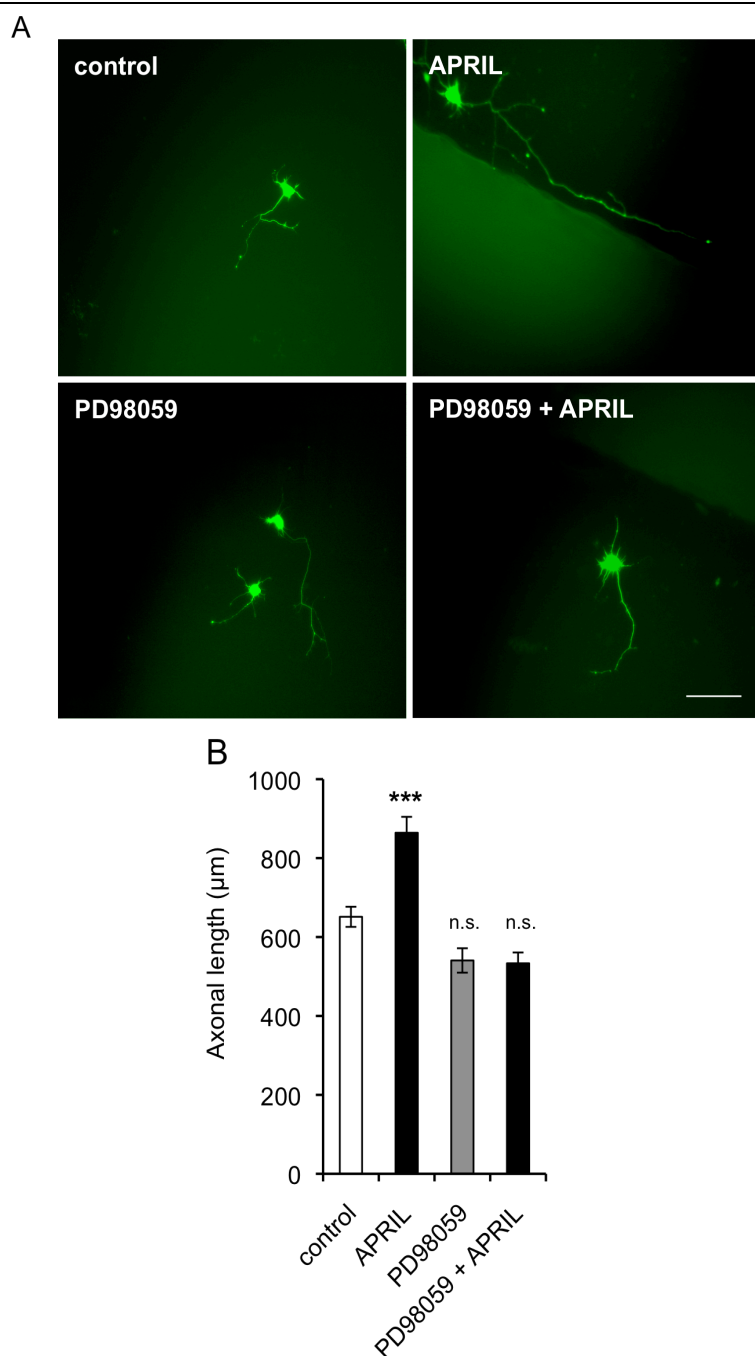 A
control
APRIL
PD98059
PD98059 + APRIL
B
Axonal length (µm)
1000
800
600
400
200
0
***
n.s.
n.s.
control
APRIL
PD98059
PD98059 + APRIL